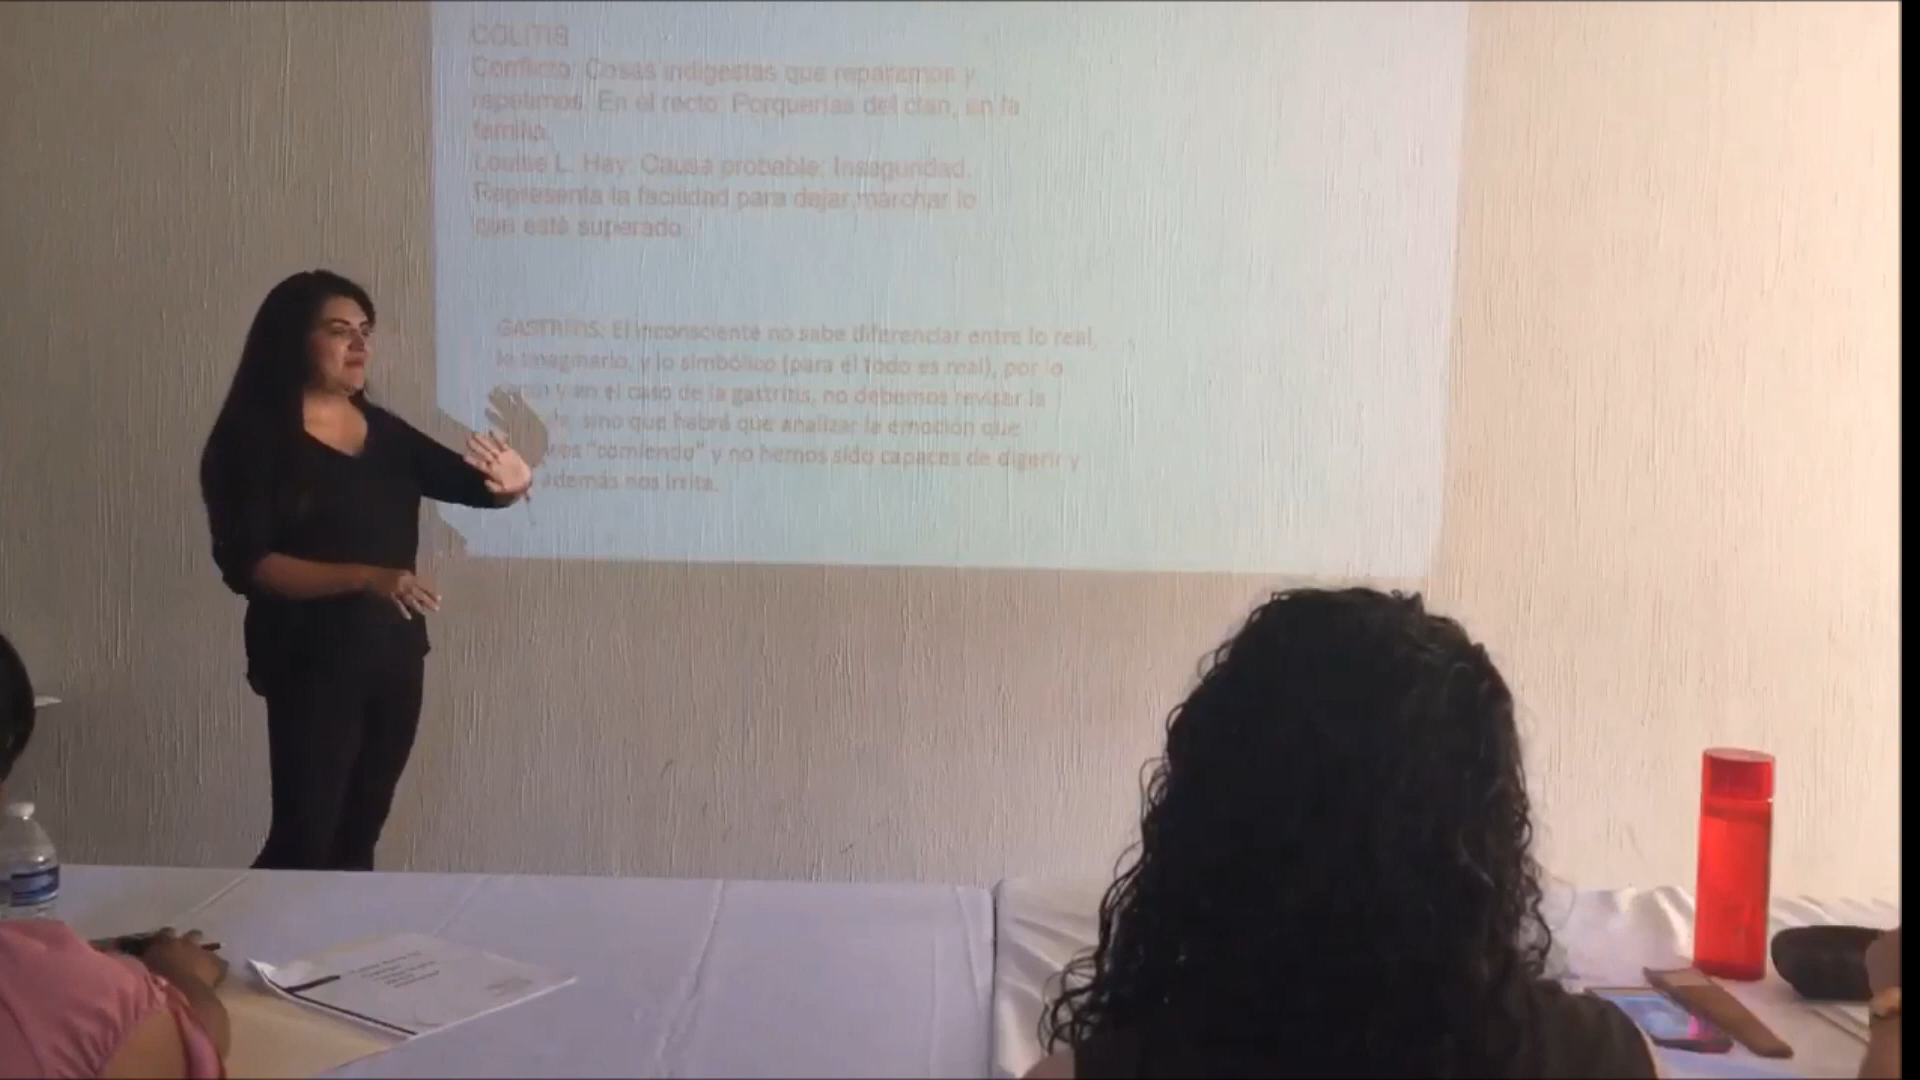 COLITIS
Conflicto: Cosas indigestas que reparamos y
repetimos. En el recto: Porquerías del clan, en la
familia.
Louise L. Hay: Causa probable: Inseguridad.
Representa la facilidad para dejar marchar lo
que está superado.
GASTRITIS: El inconsciente no sabe diferenciar entre lo real,
lo imaginario, y lo simbólico (para él todo es real), por lo
y en el caso de la gastritis, no debemos revisar la
sino que habrá que analizar la emoción que
"comiendo" y no hemos sido capaces de digerir y
además nos irrita.